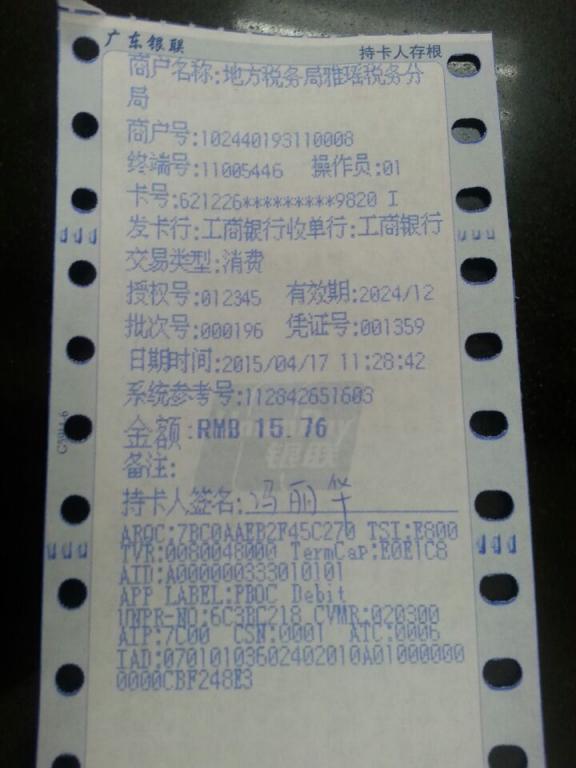 广东银联
持卡人存根
商户名称:地方税务局雅瑶税务分
局
商户号:102440193110008
终端号:11005446 操作员:01
卡号:621226*********9820 I
发卡行:工商银行收单行:工商银行
交易类型:消费
授权号:012345 有效期:2024/12
批次号:000196 凭证号:001359
日期时间:2015/04/17 11:28:42
系统参考号:112842651603
金额:RMB 15.76
备注:
持卡人签名:冯丽华
ARQC:7BC0AAEB2F45C270 TSI:E800
TVR:0080048000 TermCap:E0E1C8
AID:A000000333010101
APP LABEL:PBOC Debit
UNPR-NO:6C3BC218 CVMR:020300
AIP:7C00 CSN:0001 ATC:0006
IAD:07010103602402010A01000000
0000CBF248E3
银联